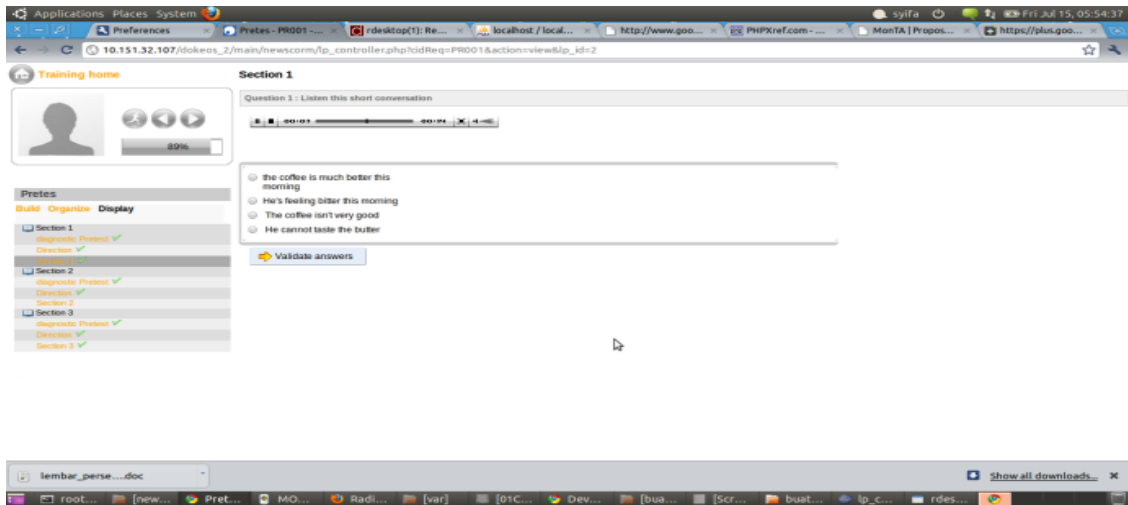 Applications Places System
syifa
Fri Jul 15, 05:54:37
Preferences
Pretes - PR001 -...
rdesktop(1): Re...
localhost / local...
http://www.goo...
PHPXref.com - ...
MonTA | Propos...
https://plus.goo...
10.151.32.107/dokeos_2/main/newscorm/lp_controller.php?cidReq=PR001&action=view&lp_id=2
Training home
Section 1
Question 1 : Listen this short conversation
89%
the coffee is much better this
morning
He's feeling bitter this morning
The coffee isn't very good
He cannot taste the butter
Validate answers
Pretes
Build Organize Display
Section 1
diagnostic Pretest
Direction
Section 2
diagnostic Pretest
Direction
Section 2
Section 3
diagnostic Pretest
Direction
Section 3
lembar_perse....doc
Show all downloads...
root... [new... Pret... MO... Radi... [var] [01C... Dev... [bua... [Scr... buat... lp_c... rdes...